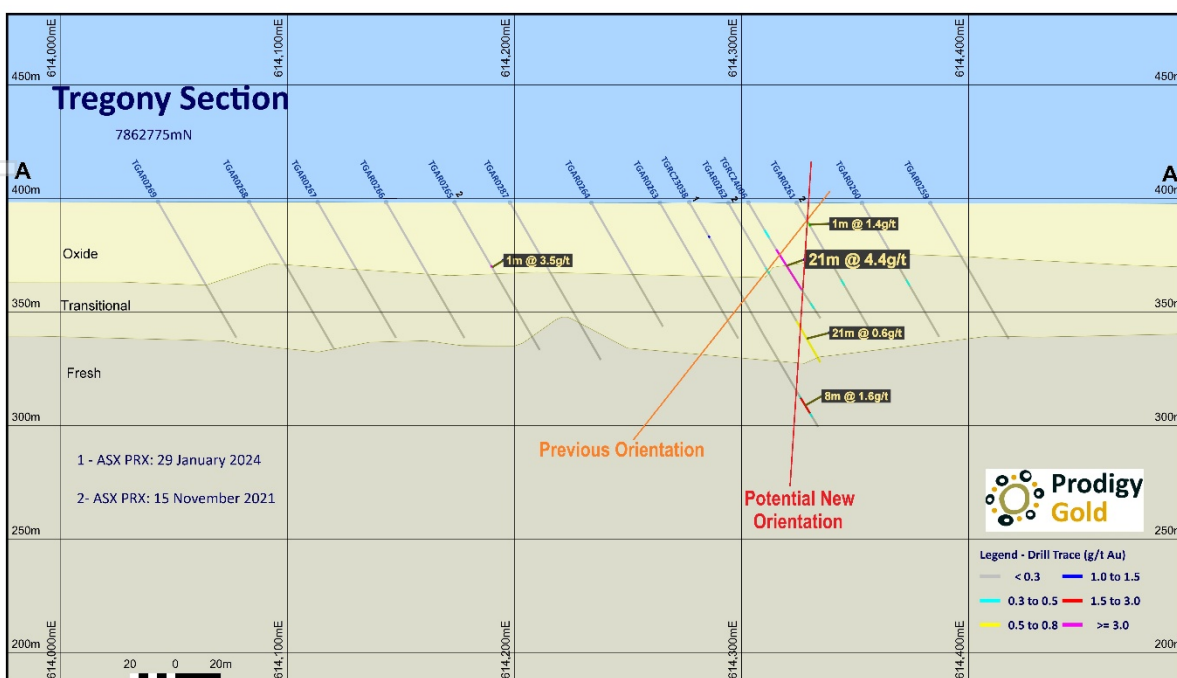 614,000mE
614,100mE
614,200mE
614,300mE
614,400mE
450m
450m
Tregony Section
7862775mN
A
A
TGAR0269
TGAR0268
TGAR0267
TGAR0266
TGAR0265
2
TGAR0287
TGAR0264
TGAR0263
TGRC23038
1
TGAR0262
2
TGRC24006
TGAR0261
2
TGAR0260
TGAR0259
400m
400m
1m @ 1.4g/t
Oxide
1m @ 3.5g/t
21m @ 4.4g/t
350m
350m
Transitional
21m @ 0.6g/t
Fresh
8m @ 1.6g/t
300m
300m
Previous Orientation
1 - ASX PRX: 29 January 2024
2- ASX PRX: 15 November 2021
Potential New
Orientation
Prodigy
Gold
250m
250m
Legend - Drill Trace (g/t Au)
< 0.3
1.0 to 1.5
0.3 to 0.5
1.5 to 3.0
0.5 to 0.8
>= 3.0
200m
200m
614,000mE
614,100mE
614,200mE
614,300mE
614,400mE
20 0 20m